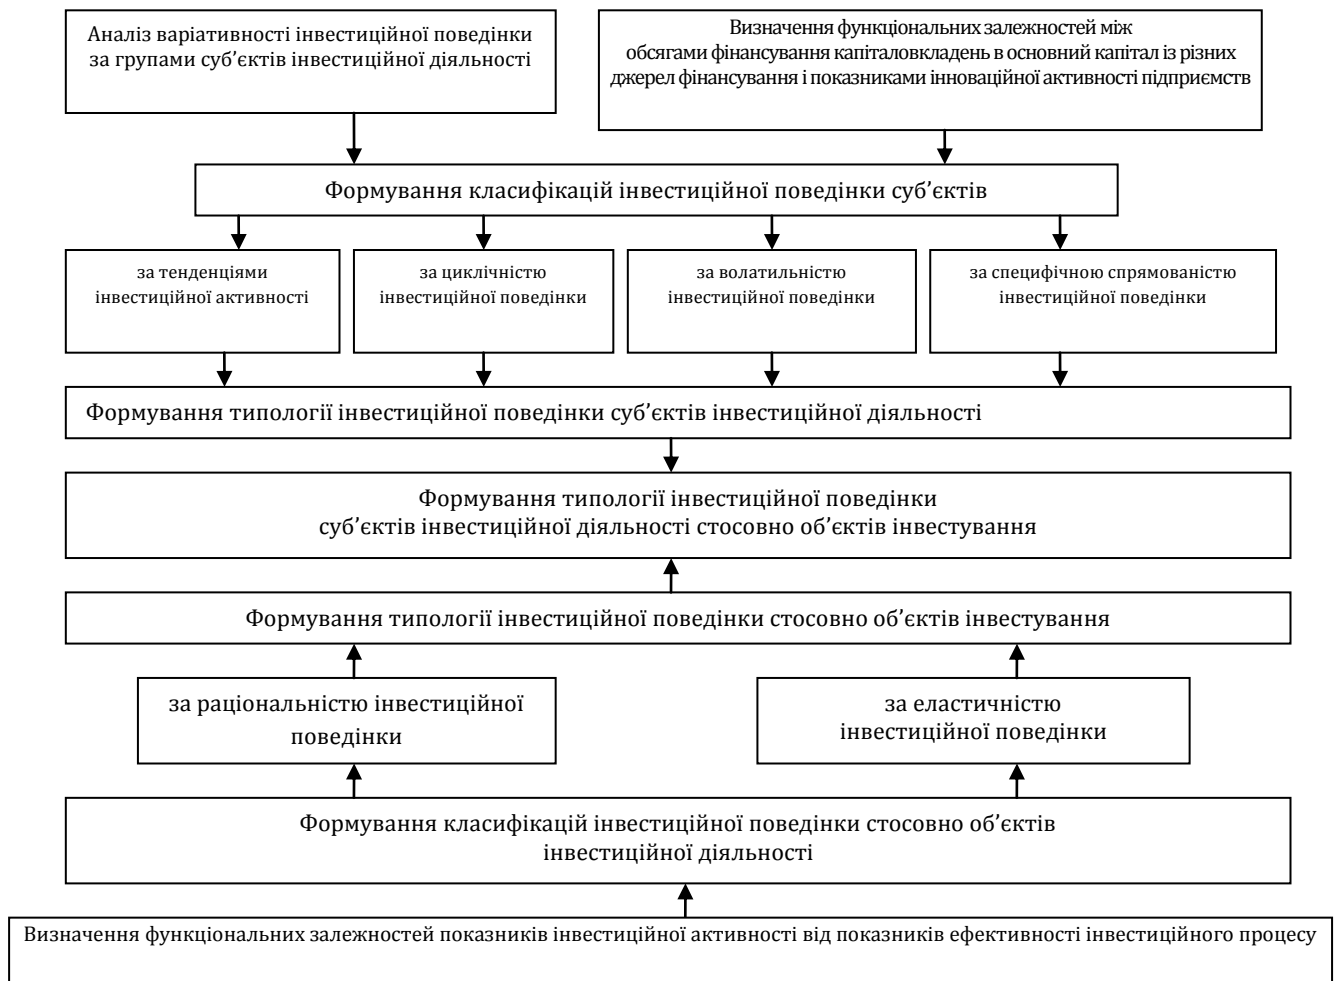 Аналіз варіативності інвестиційної поведінки
за групами суб’єктів інвестиційної діяльності
Визначення функціональних залежностей між
обсягами фінансування капіталовкладень в основний капітал із різних
джерел фінансування і показниками інноваційної активності підприємств
Формування класифікацій інвестиційної поведінки суб’єктів
за тенденціями
інвестиційної активності
за циклічністю
інвестиційної поведінки
за волатильністю
інвестиційної поведінки
за специфічною спрямованістю
інвестиційної поведінки
Формування типології інвестиційної поведінки суб’єктів інвестиційної діяльності
Формування типології інвестиційної поведінки
суб’єктів інвестиційної діяльності стосовно об’єктів інвестування
Формування типології інвестиційної поведінки стосовно об’єктів інвестування
за раціональністю інвестиційної
поведінки
за еластичністю
інвестиційної поведінки
Формування класифікацій інвестиційної поведінки стосовно об’єктів
інвестиційної діяльності
Визначення функціональних залежностей показників інвестиційної активності від показників ефективності інвестиційного процесу